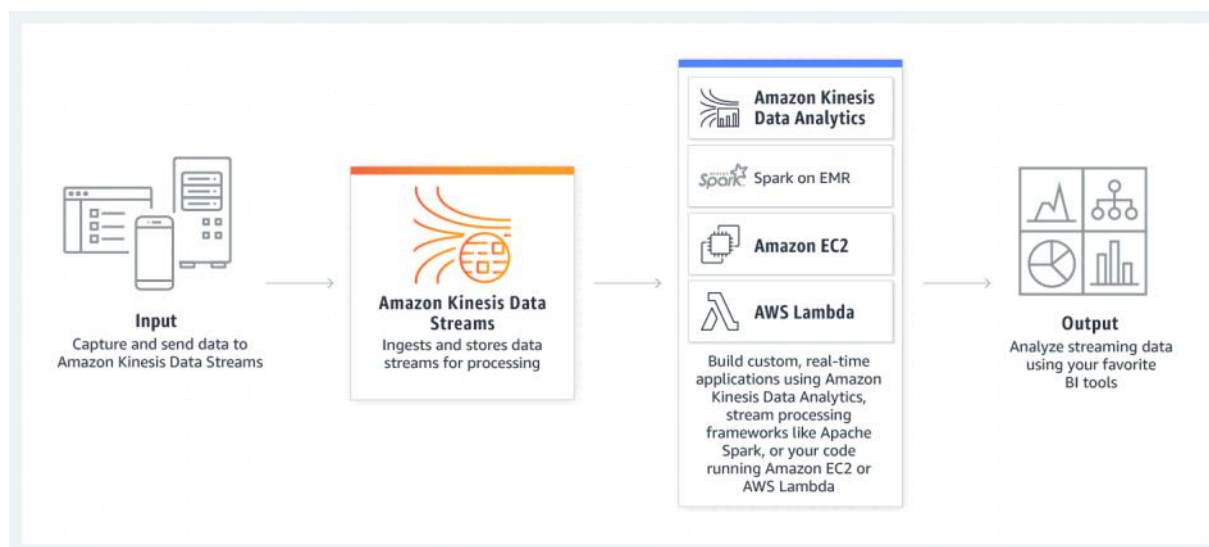 Input
Capture and send data to
Amazon Kinesis Data Streams
Amazon Kinesis Data
Streams
Ingests and stores data
streams for processing
Amazon Kinesis
Data Analytics
Spark
Spark on EMR
Amazon EC2
AWS Lambda
Build custom, real-time
applications using Amazon
Kinesis Data Analytics,
stream processing
frameworks like Apache
Spark, or your code
running Amazon EC2 or
AWS Lambda
Output
Analyze streaming data
using your favorite
BI tools